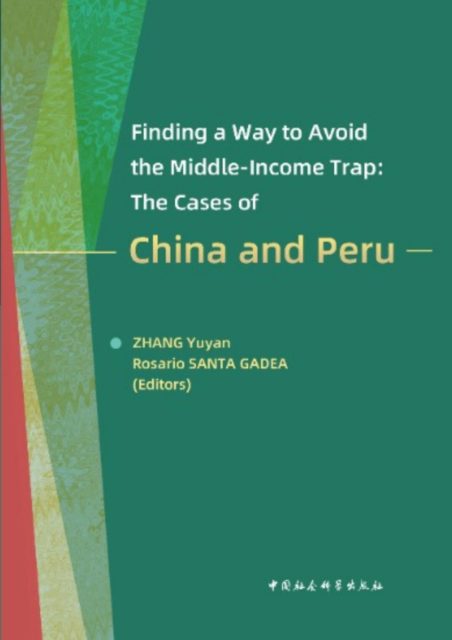 Finding a Way to Avoid
the Middle-Income Trap:
The Cases of
China and Peru
ZHANG Yuyan
Rosario SANTA GADEA
(Editors)
中国社会科学出版社